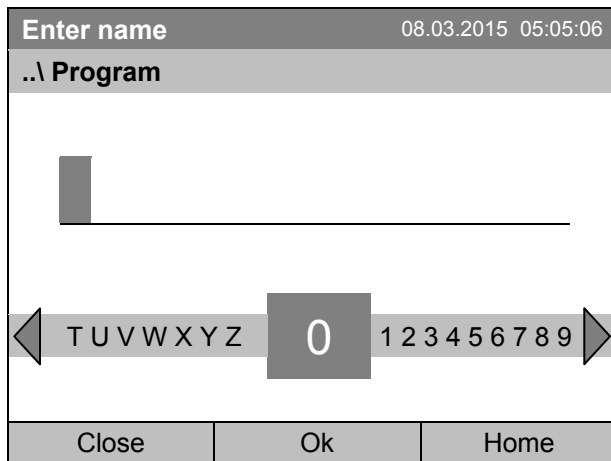 Enter name 08.03.2015 05:05:06
..\ Program
T U V W X Y Z 0 1 2 3 4 5 6 7 8 9
Close Ok Home